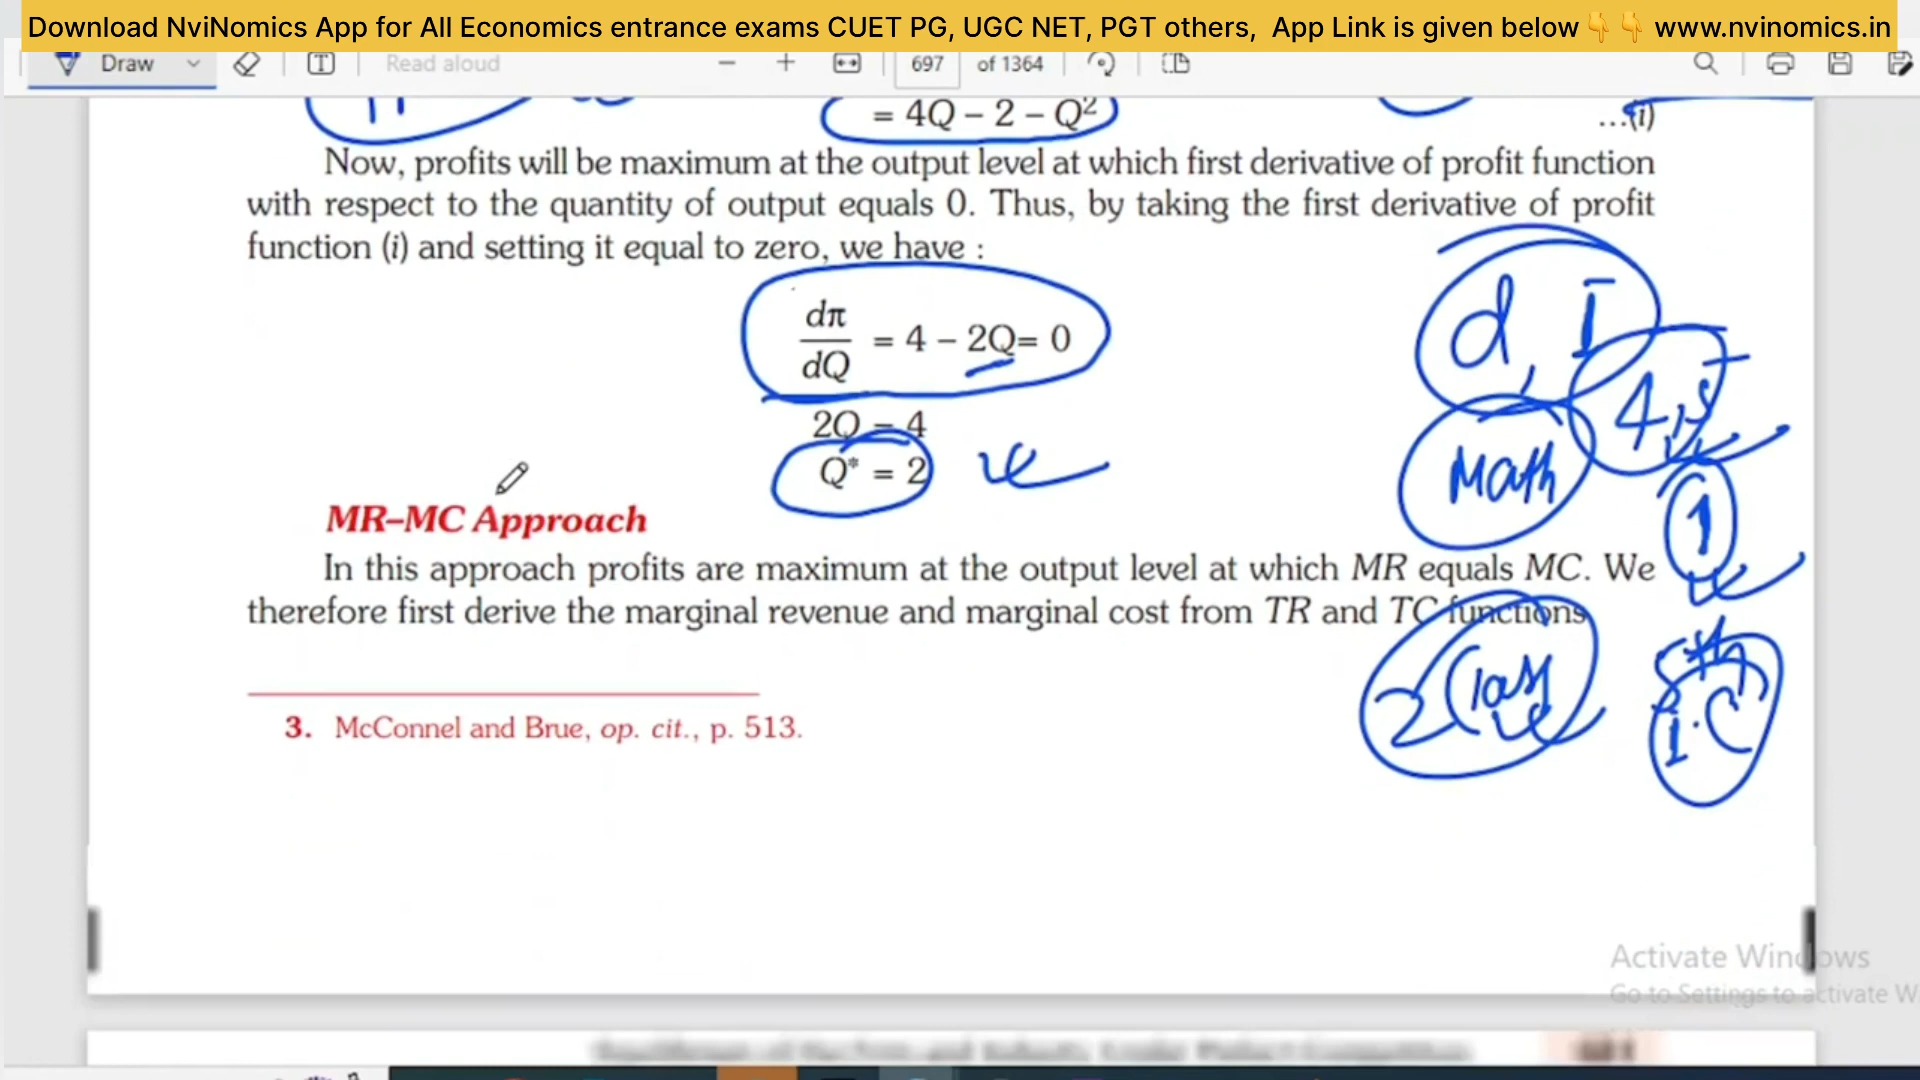 Download NviNomics App for All Economics entrance exams CUET PG, UGC NET, PGT others, App Link is given below👇👇 www.nvinomics.in
Draw
Read aloud
697 of 1364
= 4Q – 2 – Q²
...(i)
Now, profits will be maximum at the output level at which first derivative of profit function
with respect to the quantity of output equals 0. Thus, by taking the first derivative of profit
function (i) and setting it equal to zero, we have :
dπ
dQ
= 4 – 2Q= 0
2Q = 4
Q* = 2
d, I
4,5
Math
1
MR–MC Approach
In this approach profits are maximum at the output level at which MR equals MC. We
therefore first derive the marginal revenue and marginal cost from TR and TC functions
2 Class
5th
I.C
3. McConnel and Brue, op. cit., p. 513.
Activate Windows
Go to Settings to activate W